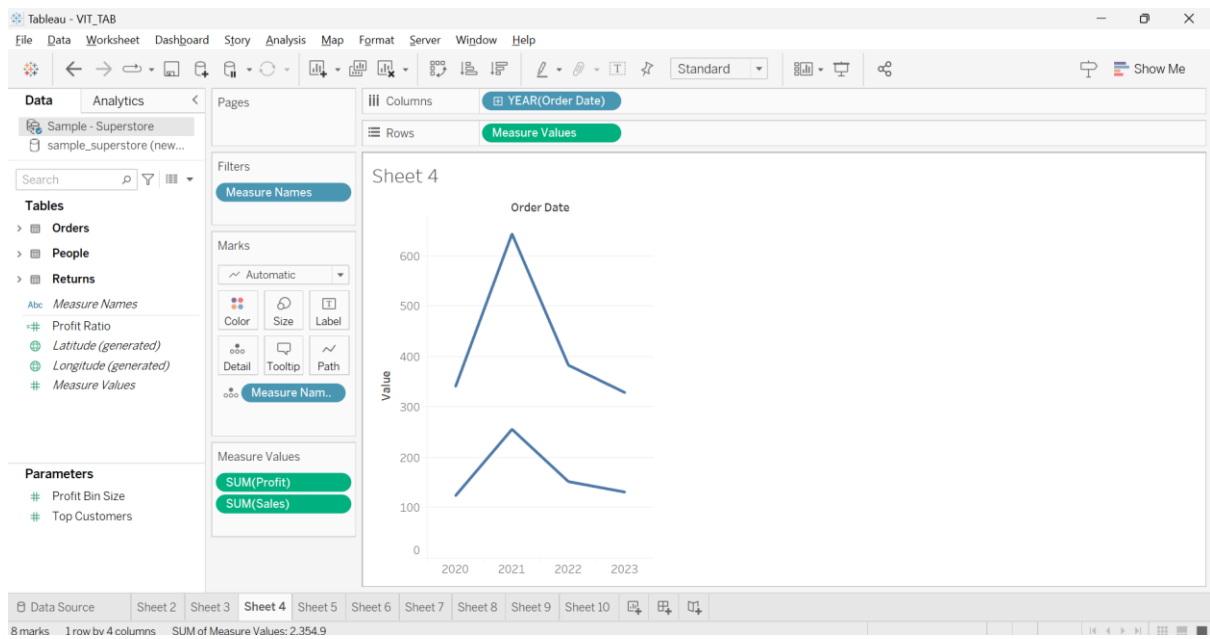 Tableau - VIT_TAB
File Data Worksheet Dashboard Story Analysis Map Format Server Window Help
Standard
Show Me
Data Analytics
Sample - Superstore
sample_superstore (new...
Search
Tables
Orders
People
Returns
Abc Measure Names
Profit Ratio
Latitude (generated)
Longitude (generated)
Measure Values
Parameters
Profit Bin Size
Top Customers
Pages
Filters
Measure Names
Marks
Automatic
Color Size Label
Detail Tooltip Path
Measure Nam..
Measure Values
SUM(Profit)
SUM(Sales)
Columns YEAR(Order Date)
Rows Measure Values
Sheet 4
Order Date
Value
600
500
400
300
200
100
0
2020 2021 2022 2023
Data Source Sheet 2 Sheet 3 Sheet 4 Sheet 5 Sheet 6 Sheet 7 Sheet 8 Sheet 9 Sheet 10
8 marks 1 row by 4 columns SUM of Measure Values: 2,354.9